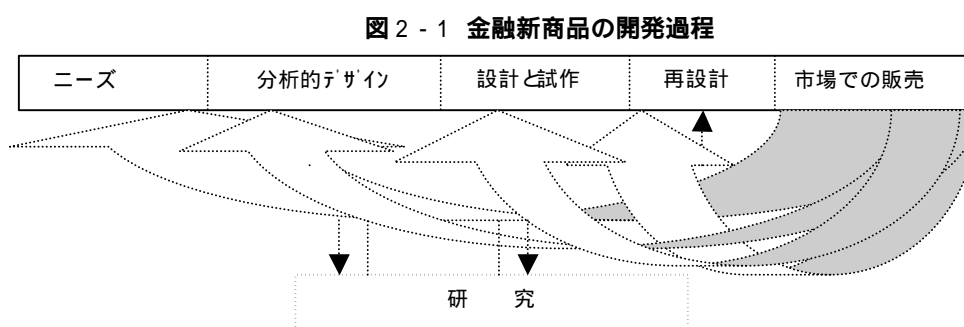 図2-1 金融新商品の開発過程
ニーズ 分析的デザイン 設計と試作 再設計 市場での販売
研 究